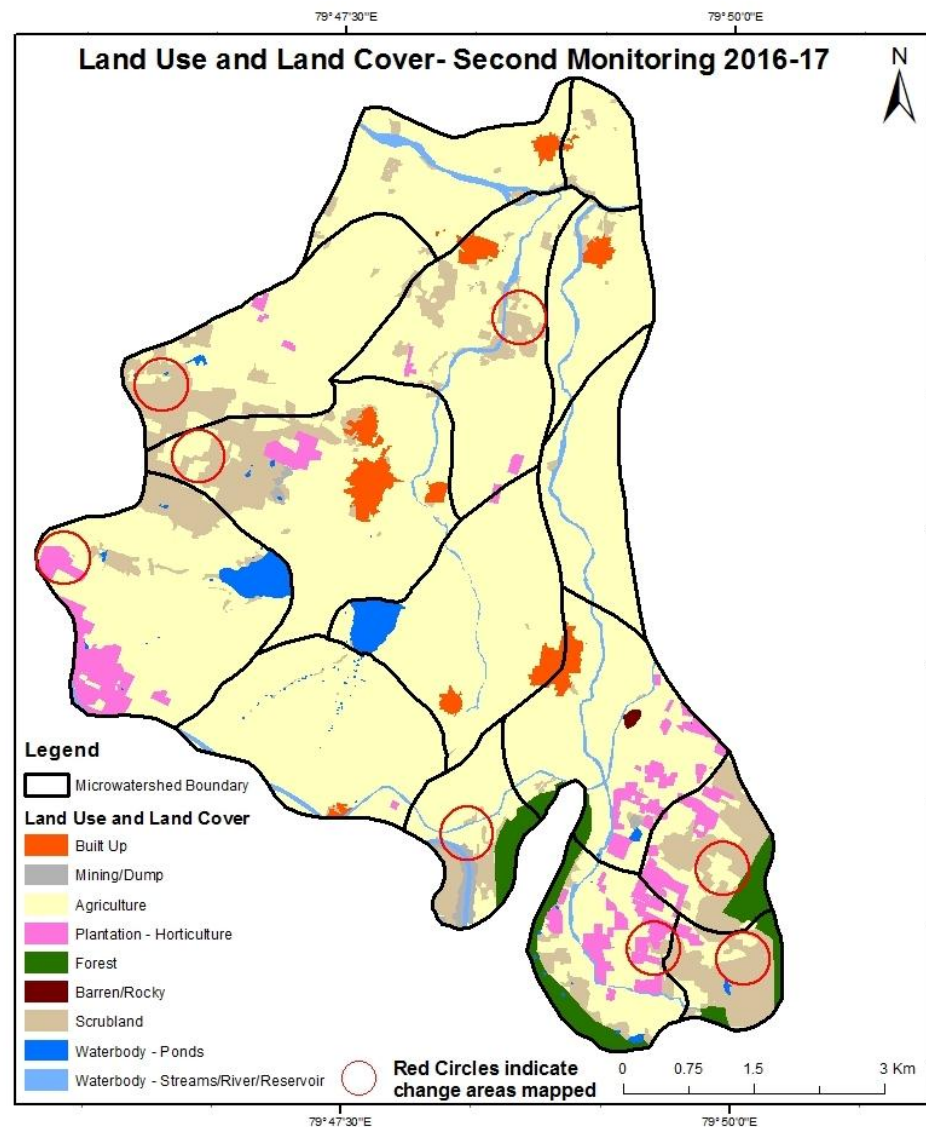 79°47'30"E
79°50'0"E
Land Use and Land Cover- Second Monitoring 2016-17
N
Legend
Microwatershed Boundary
Land Use and Land Cover
Built Up
Mining/Dump
Agriculture
Plantation - Horticulture
Forest
Barren/Rocky
Scrubland
Waterbody - Ponds
Waterbody - Streams/River/Reservoir
Red Circles indicate
change areas mapped
0 0.75 1.5 3 Km
79°47'30"E
79°50'0"E